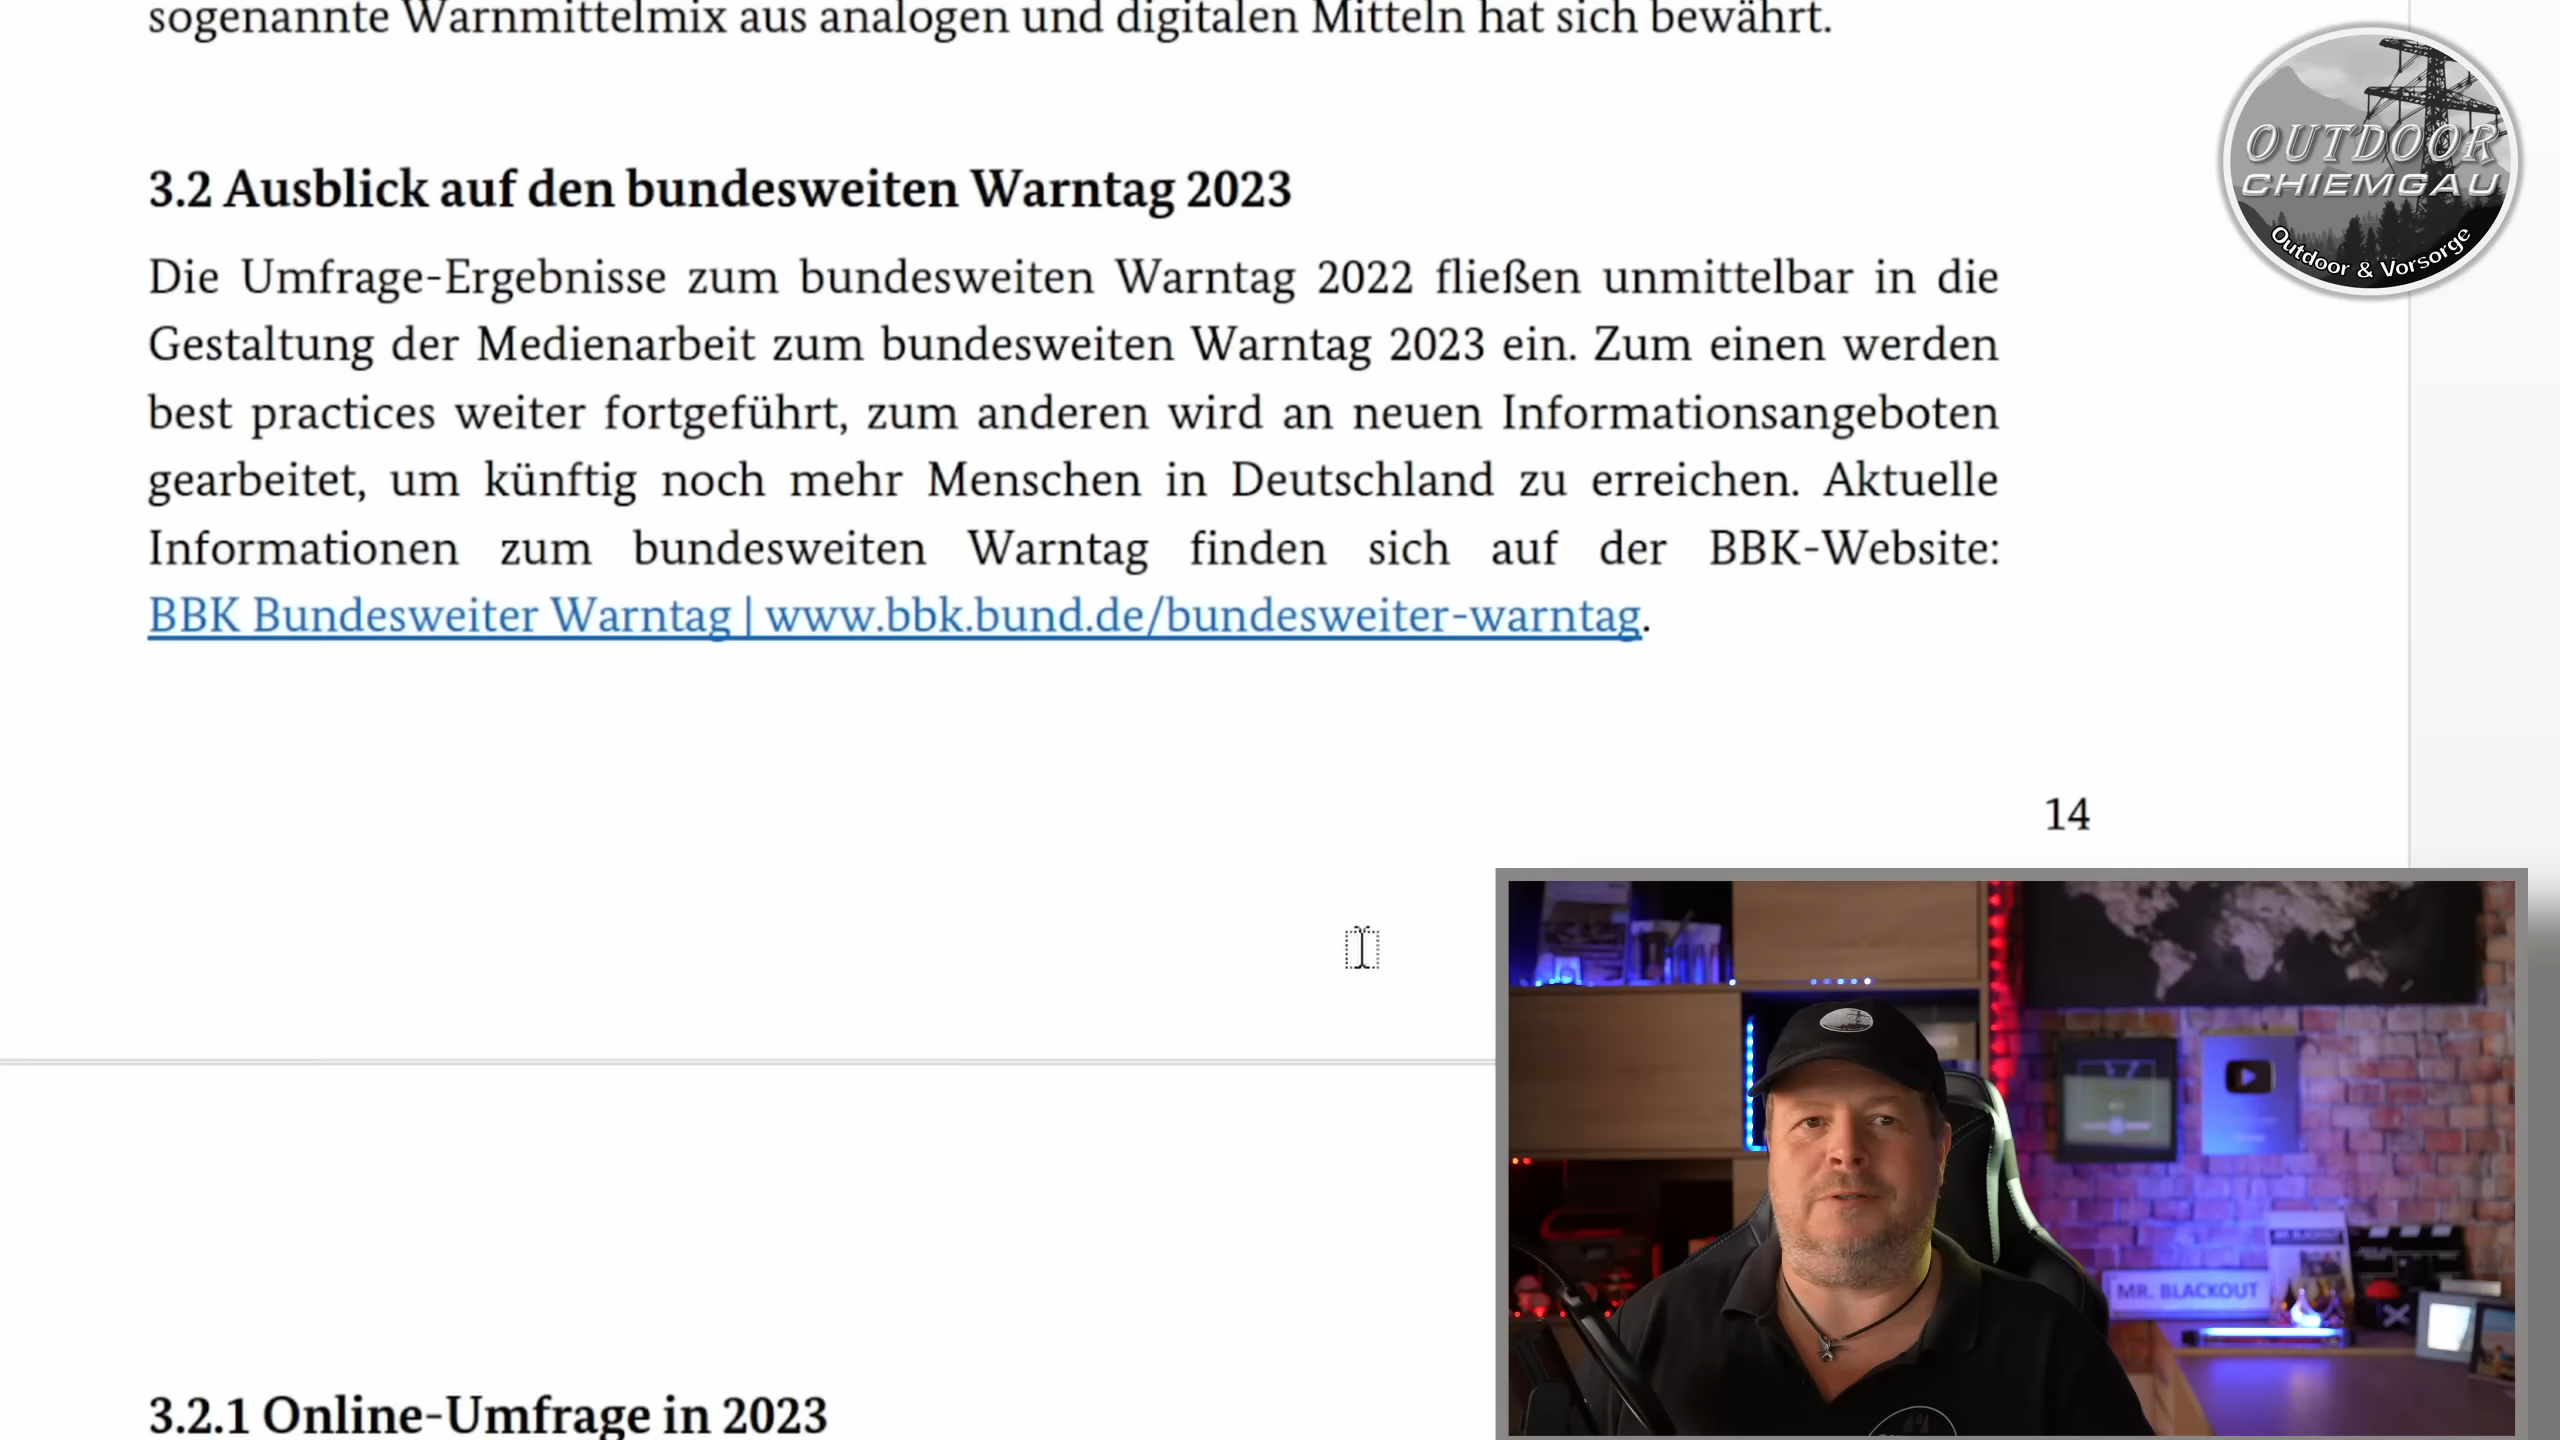 sogenannte Warnmittelmix aus analogen und digitalen Mitteln hat sich bewährt.
OUTDOOR
CHIEMGAU
Outdoor & Vorsorge
3.2 Ausblick auf den bundesweiten Warntag 2023
Die Umfrage-Ergebnisse zum bundesweiten Warntag 2022 fließen unmittelbar in die
Gestaltung der Medienarbeit zum bundesweiten Warntag 2023 ein. Zum einen werden
best practices weiter fortgeführt, zum anderen wird an neuen Informationsangeboten
gearbeitet, um künftig noch mehr Menschen in Deutschland zu erreichen. Aktuelle
Informationen zum bundesweiten Warntag finden sich auf der BBK-Website:
BBK Bundesweiter Warntag | www.bbk.bund.de/bundesweiter-warntag.
14
MR. BLACKOUT
3.2.1 Online-Umfrage in 2023